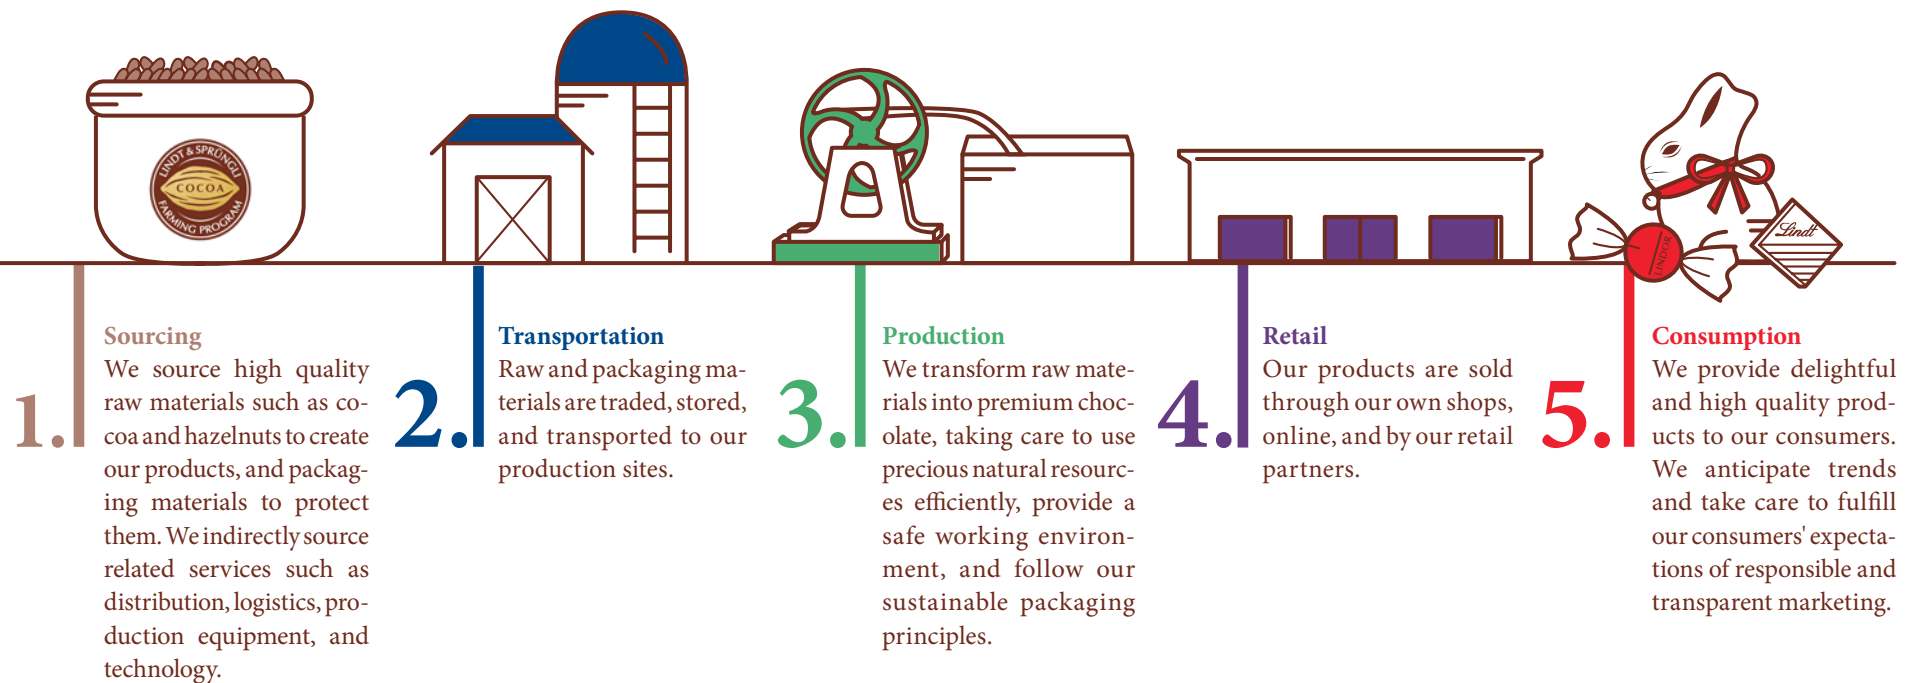 LINDT & SPRÜNGLI
COCOA
FARMING PROGRAM
LINDOR
Lindt
1.
Sourcing
We source high quality
raw materials such as co-
coa and hazelnuts to create
our products, and packag-
ing materials to protect
them. We indirectly source
related services such as
distribution, logistics, pro-
duction equipment, and
technology.
2.
Transportation
Raw and packaging ma-
terials are traded, stored,
and transported to our
production sites.
3.
Production
We transform raw mate-
rials into premium choc-
olate, taking care to use
precious natural resourc-
es efficiently, provide a
safe working environ-
ment, and follow our
sustainable packaging
principles.
4.
Retail
Our products are sold
through our own shops,
online, and by our retail
partners.
5.
Consumption
We provide delightful
and high quality prod-
ucts to our consumers.
We anticipate trends
and take care to fulfill
our consumers' expecta-
tions of responsible and
transparent marketing.